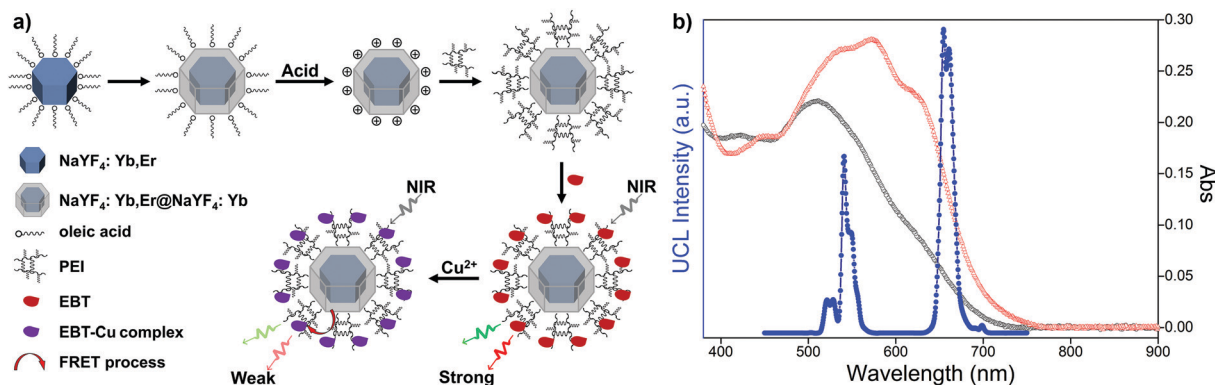 a)
Acid
NaYF₄: Yb,Er
NaYF₄: Yb,Er@NaYF₄: Yb
oleic acid
PEI
EBT
EBT-Cu complex
FRET process
NIR
Cu²⁺
NIR
Weak
Strong
b)
UCL Intensity (a.u.)
0.30
0.25
0.20
0.15
0.10
0.05
0.00
Abs
400 500 600 700 800 900
Wavelength (nm)